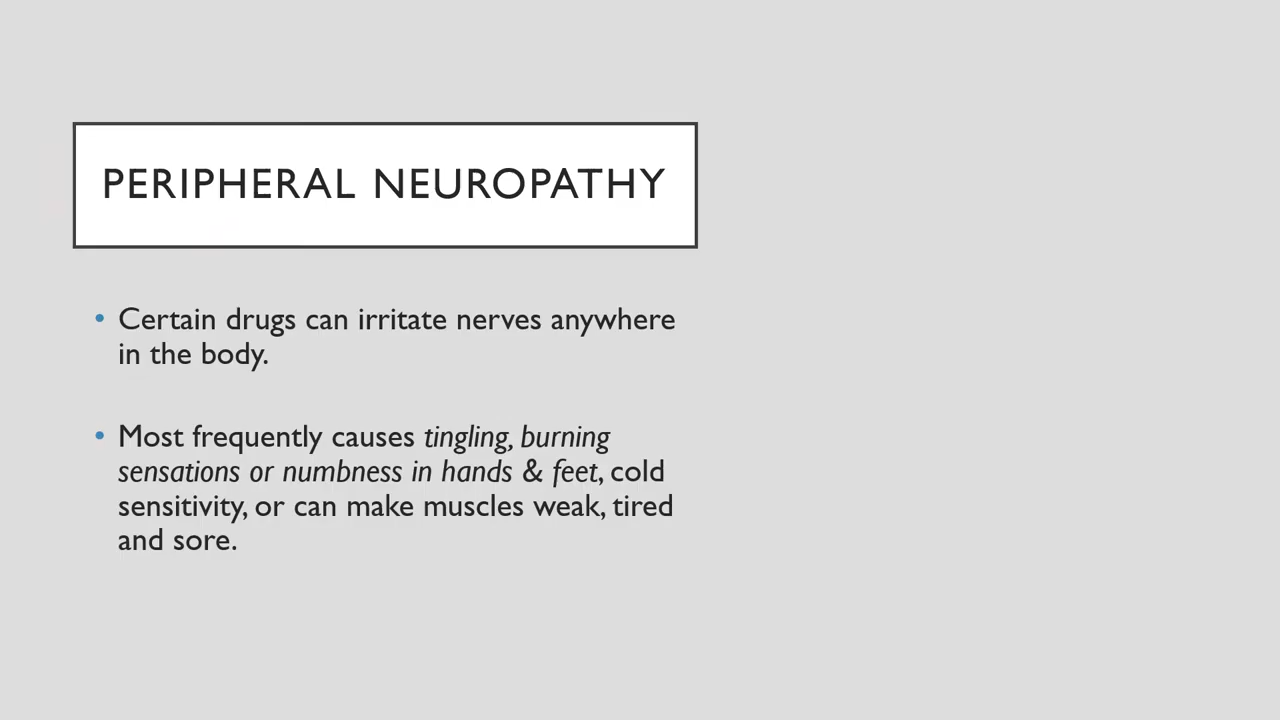 PERIPHERAL NEUROPATHY
• Certain drugs can irritate nerves anywhere
in the body.
• Most frequently causes tingling, burning
sensations or numbness in hands & feet, cold
sensitivity, or can make muscles weak, tired
and sore.